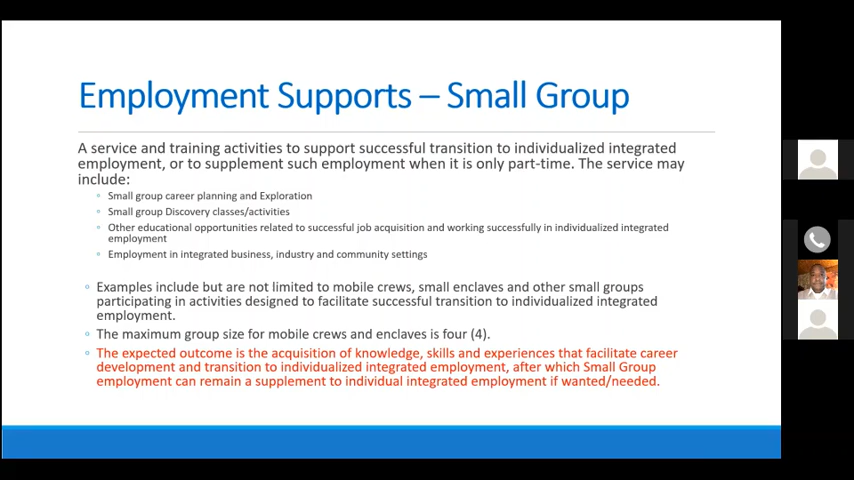 Employment Supports – Small Group
A service and training activities to support successful transition to individualized integrated
employment, or to supplement such employment when it is only part-time. The service may
include:
◦ Small group career planning and Exploration
◦ Small group Discovery classes/activities
◦ Other educational opportunities related to successful job acquisition and working successfully in individualized integrated
employment
◦ Employment in integrated business, industry and community settings
◦ Examples include but are not limited to mobile crews, small enclaves and other small groups
participating in activities designed to facilitate successful transition to individualized integrated
employment.
◦ The maximum group size for mobile crews and enclaves is four (4).
◦ The expected outcome is the acquisition of knowledge, skills and experiences that facilitate career
development and transition to individualized integrated employment, after which Small Group
employment can remain a supplement to individual integrated employment if wanted/needed.